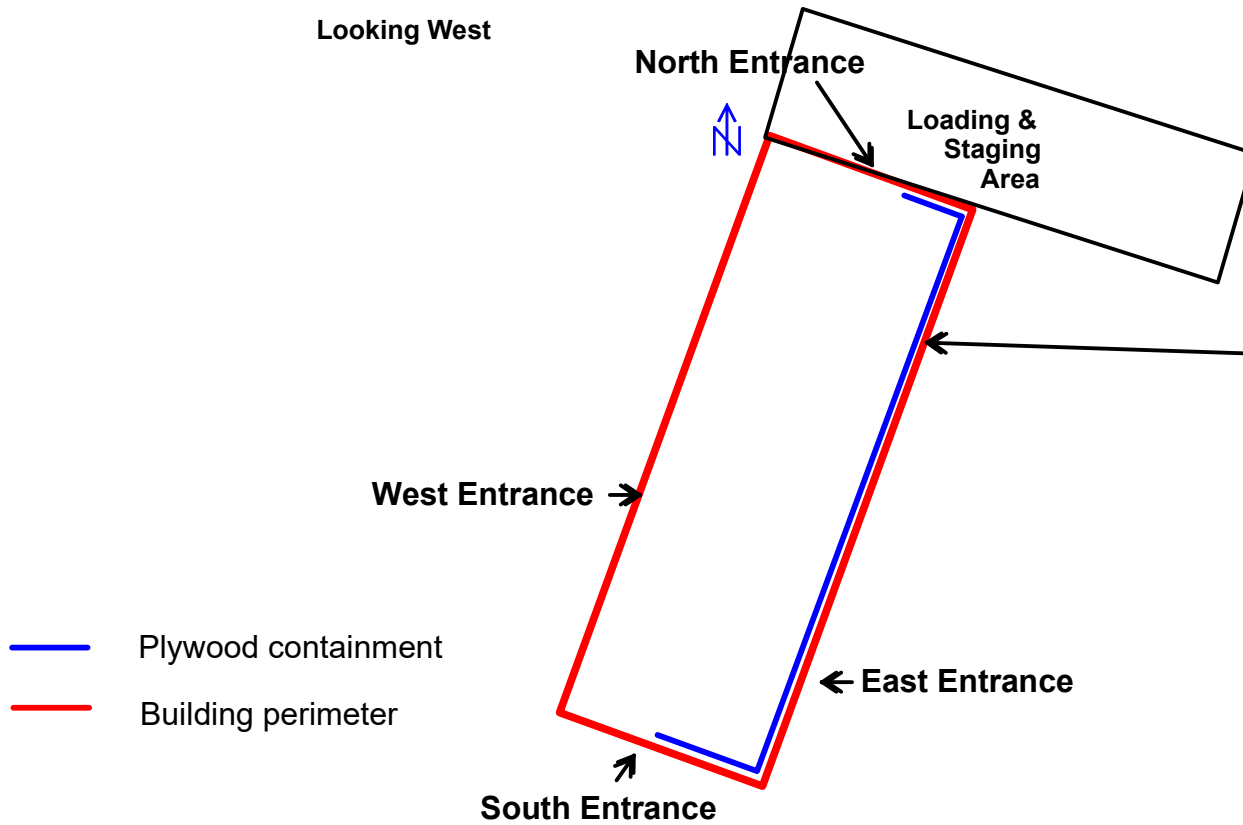 Looking West
North Entrance
N
Loading &
Staging
Area
West Entrance
Plywood containment
East Entrance
Building perimeter
South Entrance